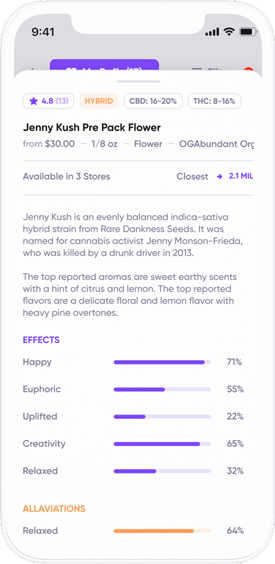 9:41
4.8 (13) HYBRID CBD: 16-20% THC: 8-16%
Jenny Kush Pre Pack Flower
from $30.00 — 1/8 oz — Flower — OGAbundant Org
Available in 3 Stores Closest → 2.1 MIL
Jenny Kush is an evenly balanced indica-sativa
hybrid strain from Rare Dankness Seeds. It was
named for cannabis activist Jenny Monson-Frieda,
who was killed by a drunk driver in 2013.
The top reported aromas are sweet earthy scents
with a hint of citrus and lemon. The top reported
flavors are a delicate floral and lemon flavor with
heavy pine overtones.
EFFECTS
Happy 71%
Euphoric 55%
Uplifted 22%
Creativity 65%
Relaxed 32%
ALLAVIATIONS
Relaxed 64%